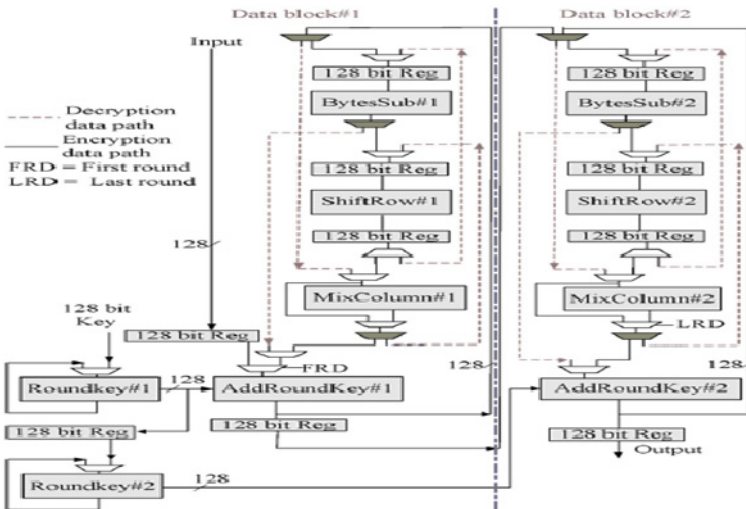 Data block#1
Data block#2
Input
128 bit Reg
128 bit Reg
BytesSub#1
BytesSub#2
Decryption
data path
Encryption
data path
FRD = First round
LRD = Last round
128 bit Reg
128 bit Reg
ShiftRow#1
ShiftRow#2
128 bit Reg
128 bit Reg
128
MixColumn#1
MixColumn#2
128 bit
Key
LRD
128 bit Reg
128
128
FRD
Roundkey#1
128
AddRoundKey#1
AddRoundKey#2
128 bit Reg
128 bit Reg
128 bit Reg
Output
Roundkey#2
128